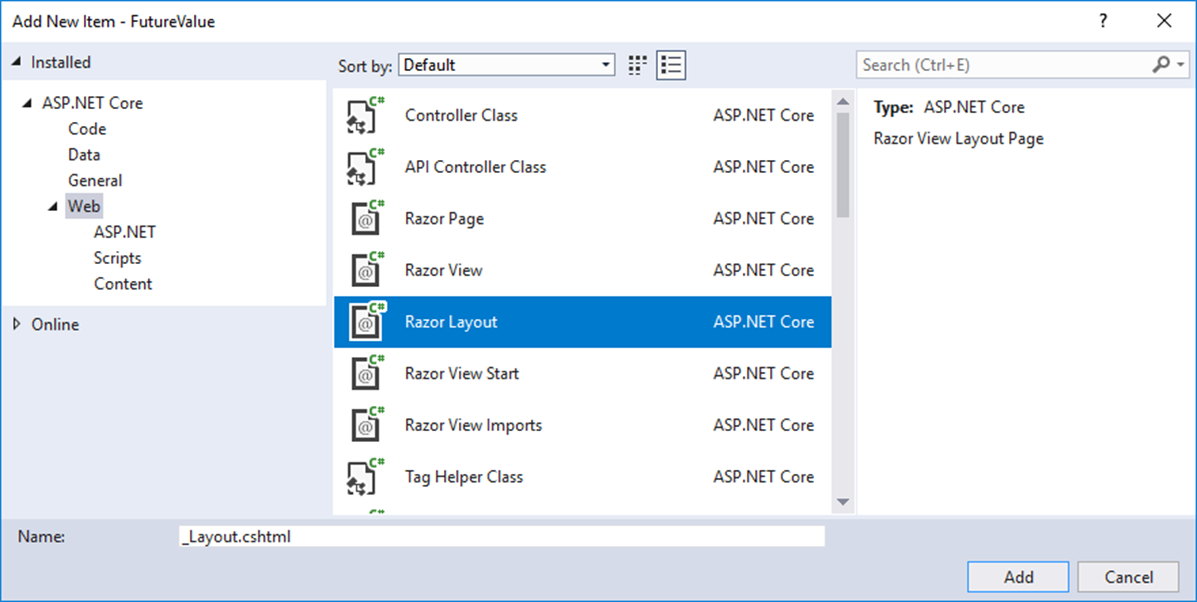 Add New Item - FutureValue ?
Installed
Sort by: Default
Search (Ctrl+E)
ASP.NET Core
Code
Data
General
Web
ASP.NET
Scripts
Content
Online
C# Controller Class ASP.NET Core
C# API Controller Class ASP.NET Core
C# @ Razor Page ASP.NET Core
C# @ Razor View ASP.NET Core
C# @ Razor Layout ASP.NET Core
C# @ Razor View Start ASP.NET Core
C# @ Razor View Imports ASP.NET Core
C# Tag Helper Class ASP.NET Core
Type: ASP.NET Core
Razor View Layout Page
Name: _Layout.cshtml
Add Cancel